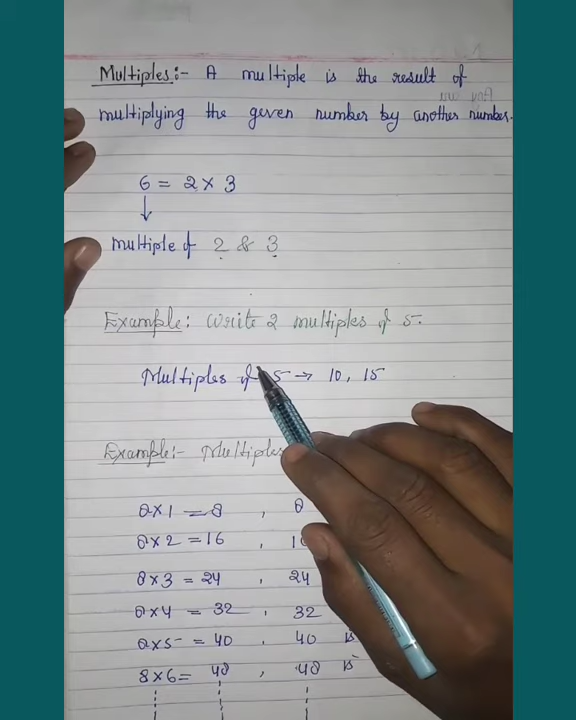 Multiples:- A multiple is the result of
multiplying the given number by another number.
6 = 2 × 3
↓
multiple of 2 & 3
Example: Write 2 multiples of 5.
Multiples of 5 → 10, 15
Example:- Multiples
8×1 = 8 , 8
8×2 = 16 , 16
8×3 = 24 , 24
8×4 = 32 , 32
8×5 = 40 , 40 is
8×6 = 48 , 48 is